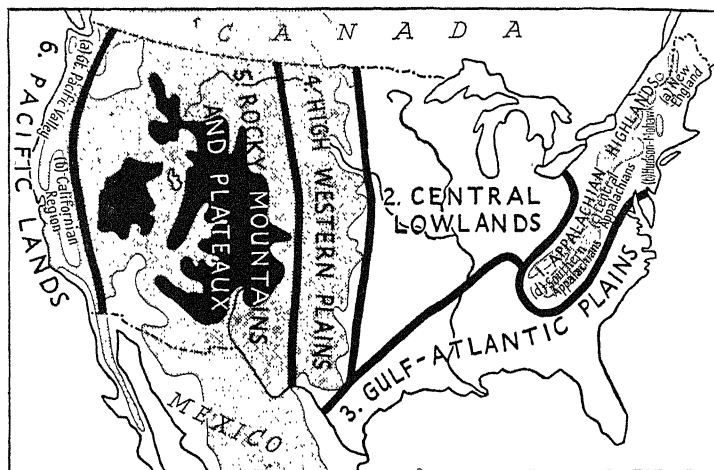 CANADA
6. PACIFIC LANDS
(a) Gt. Pacific Valley
(b) Californian
Region
5. ROCKY MOUNTAINS
AND PLATEAUX
4. HIGH WESTERN PLAINS
2. CENTRAL
LOWLANDS
1. APPALACHIAN HIGHLANDS
(a) New
England
(b) Hudson-Mohawk
(c) Central
Appalachians
(d) Southern
Appalachians
3. GULF-ATLANTIC PLAINS
MEXICO